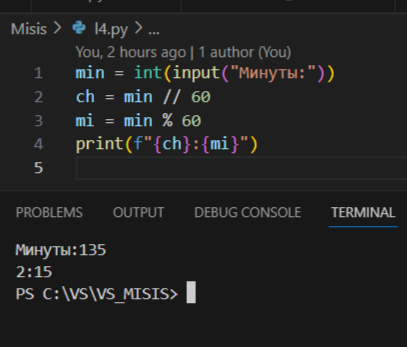 Misis > l4.py > ...
You, 2 hours ago | 1 author (You)
1 min = int(input("Минуты:"))
2 ch = min // 60
3 mi = min % 60
4 print(f"{ch}:{mi}")
5
PROBLEMS OUTPUT DEBUG CONSOLE TERMINAL
Минуты:135
2:15
PS C:\VS\VS_MISIS>